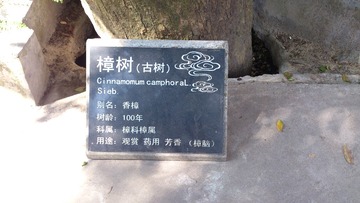 樟树(古树)
Cinnamomum camphoraL.
Sieb.
别名：香樟
树龄：100年
科属：樟科樟属
用途：观赏 药用 芳香（樟脑）